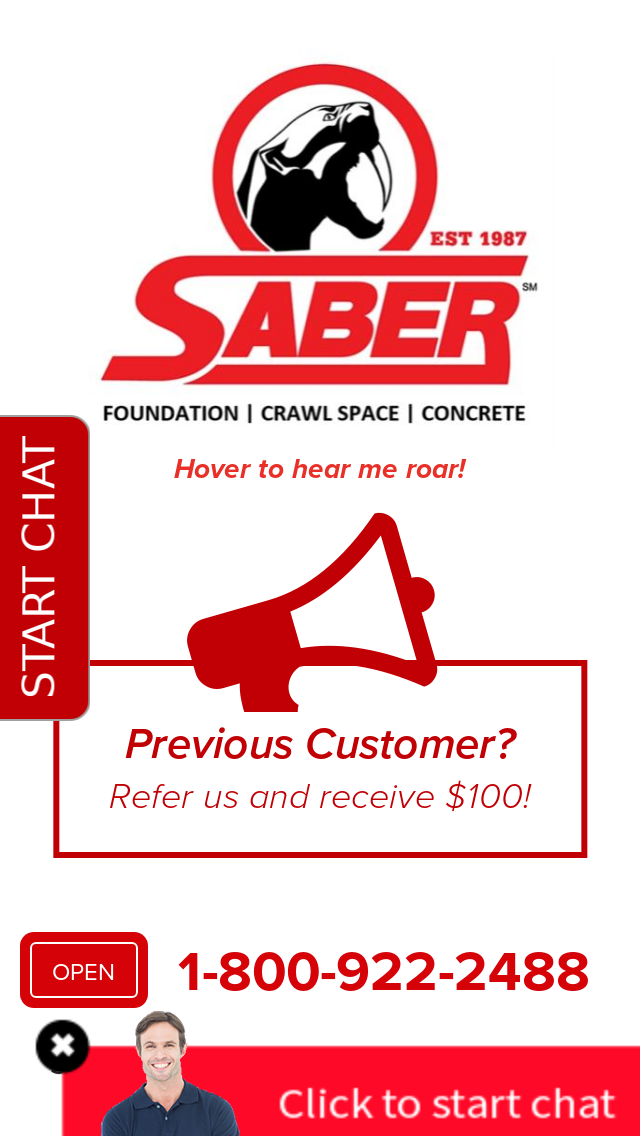 EST 1987
SABER
SM
FOUNDATION | CRAWL SPACE | CONCRETE
Hover to hear me roar!
START CHAT
Previous Customer?
Refer us and receive $100!
OPEN
1-800-922-2488
Click to start chat